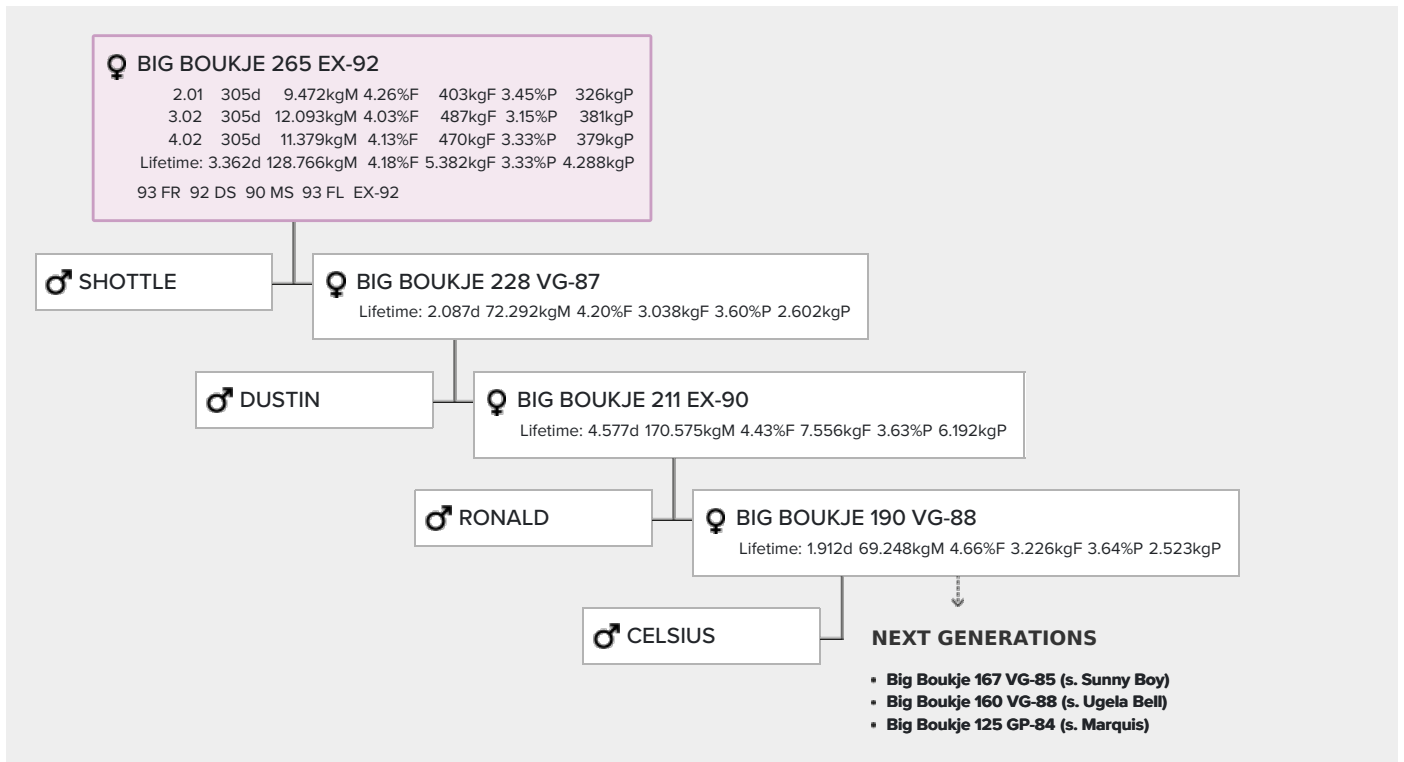 BIG BOUKJE 265 EX-92
2.01 305d 9.472kgM 4.26%F 403kgF 3.45%P 326kgP
3.02 305d 12.093kgM 4.03%F 487kgF 3.15%P 381kgP
4.02 305d 11.379kgM 4.13%F 470kgF 3.33%P 379kgP
Lifetime: 3.362d 128.766kgM 4.18%F 5.382kgF 3.33%P 4.288kgP
93 FR 92 DS 90 MS 93 FL EX-92
SHOTTLE
BIG BOUKJE 228 VG-87
Lifetime: 2.087d 72.292kgM 4.20%F 3.038kgF 3.60%P 2.602kgP
DUSTIN
BIG BOUKJE 211 EX-90
Lifetime: 4.577d 170.575kgM 4.43%F 7.556kgF 3.63%P 6.192kgP
RONALD
BIG BOUKJE 190 VG-88
Lifetime: 1.912d 69.248kgM 4.66%F 3.226kgF 3.64%P 2.523kgP
CELSIUS
NEXT GENERATIONS
• Big Boukje 167 VG-85 (s. Sunny Boy)
• Big Boukje 160 VG-88 (s. Ugela Bell)
• Big Boukje 125 GP-84 (s. Marquis)